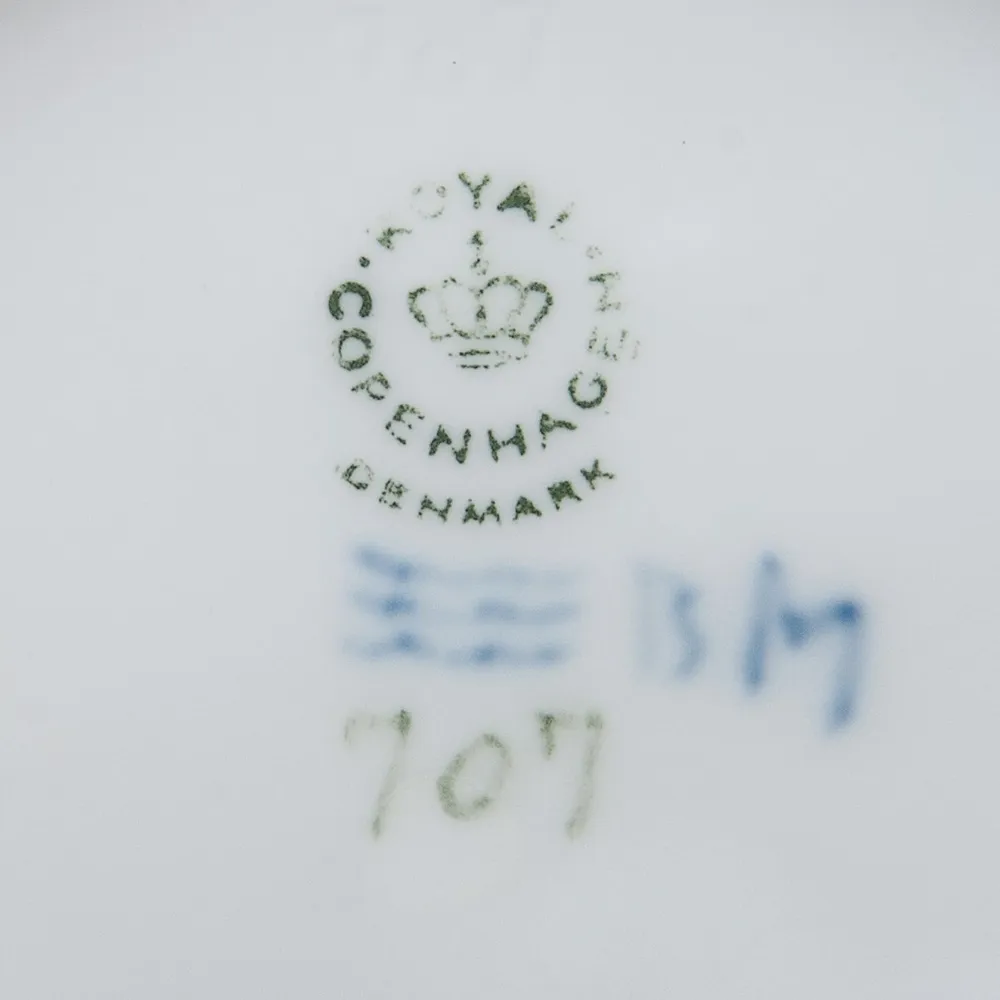 ROYAL
COPENHAGEN
DENMARK
BM
707